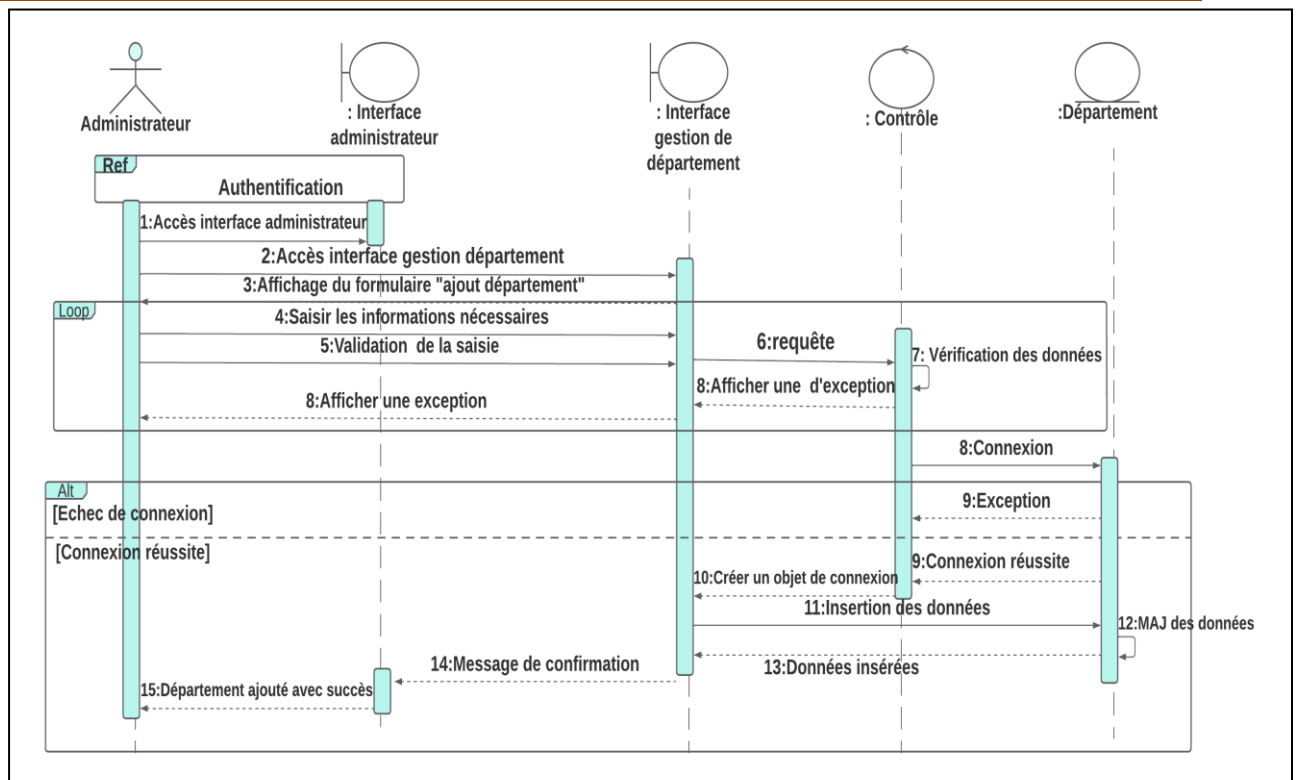 Administrateur
: Interface
administrateur
: Interface
gestion de
département
: Contrôle
:Département
Ref
Authentification
1:Accès interface administrateur
2:Accès interface gestion département
3:Affichage du formulaire "ajout département"
Loop
4:Saisir les informations nécessaires
5:Validation de la saisie
6:requête
7: Vérification des données
8:Afficher une d'exception
8:Afficher une exception
8:Connexion
Alt
[Echec de connexion]
9:Exception
[Connexion réussite]
9:Connexion réussite
10:Créer un objet de connexion
11:Insertion des données
12:MAJ des données
13:Données insérées
14:Message de confirmation
15:Département ajouté avec succès